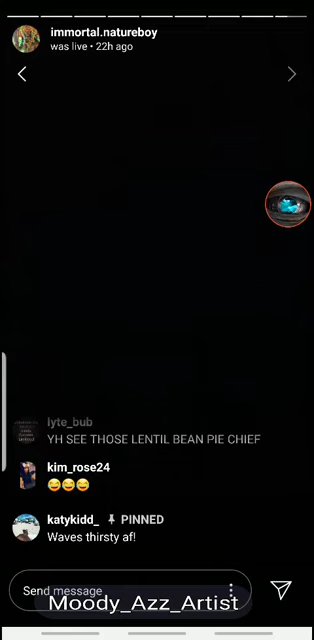 immortal.natureboy
was live • 22h ago
lyte_bub
YH SEE THOSE LENTIL BEAN PIE CHIEF
kim_rose24
😂😂😂
katykidd_ PINNED
Waves thirsty af!
Send message
Moody_Azz_Artist